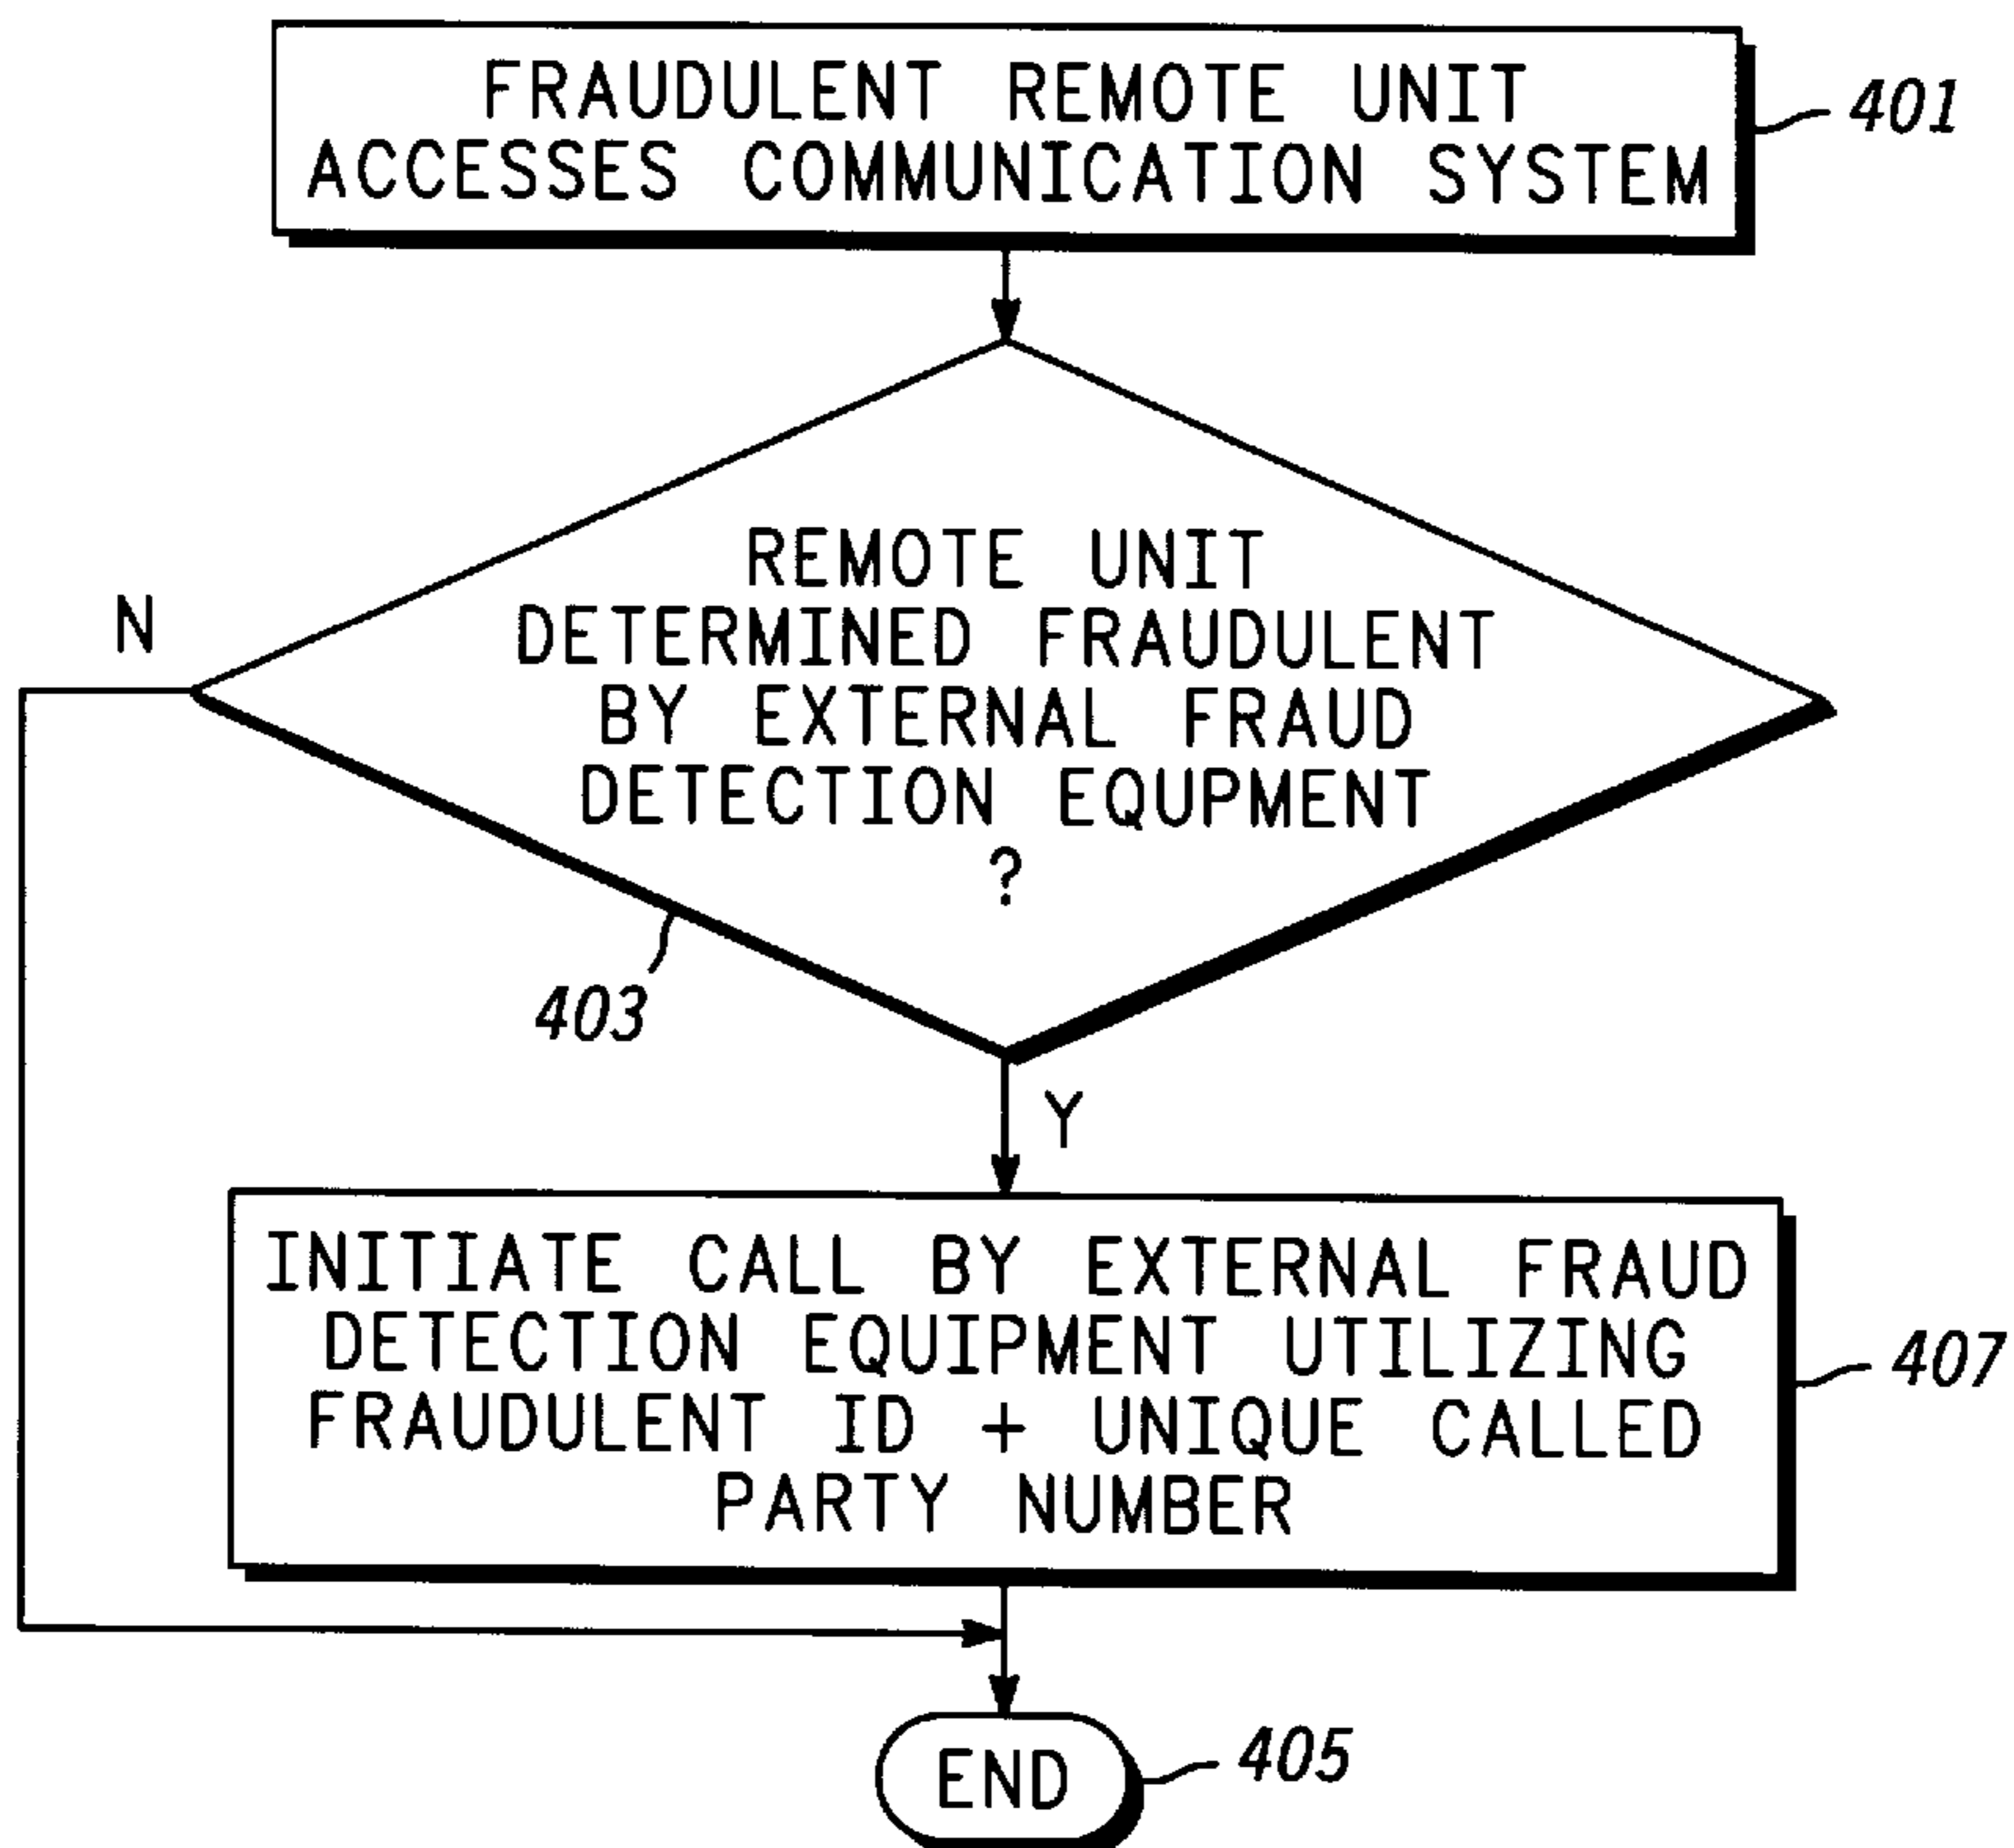 FRAUDULENT REMOTE UNIT
ACCESSES COMMUNICATION SYSTEM
401
REMOTE UNIT
DETERMINED FRAUDULENT
BY EXTERNAL FRAUD
DETECTION EQUPMENT
?
N
403
Y
INITIATE CALL BY EXTERNAL FRAUD
DETECTION EQUIPMENT UTILIZING
FRAUDULENT ID + UNIQUE CALLED
PARTY NUMBER
407
END
405